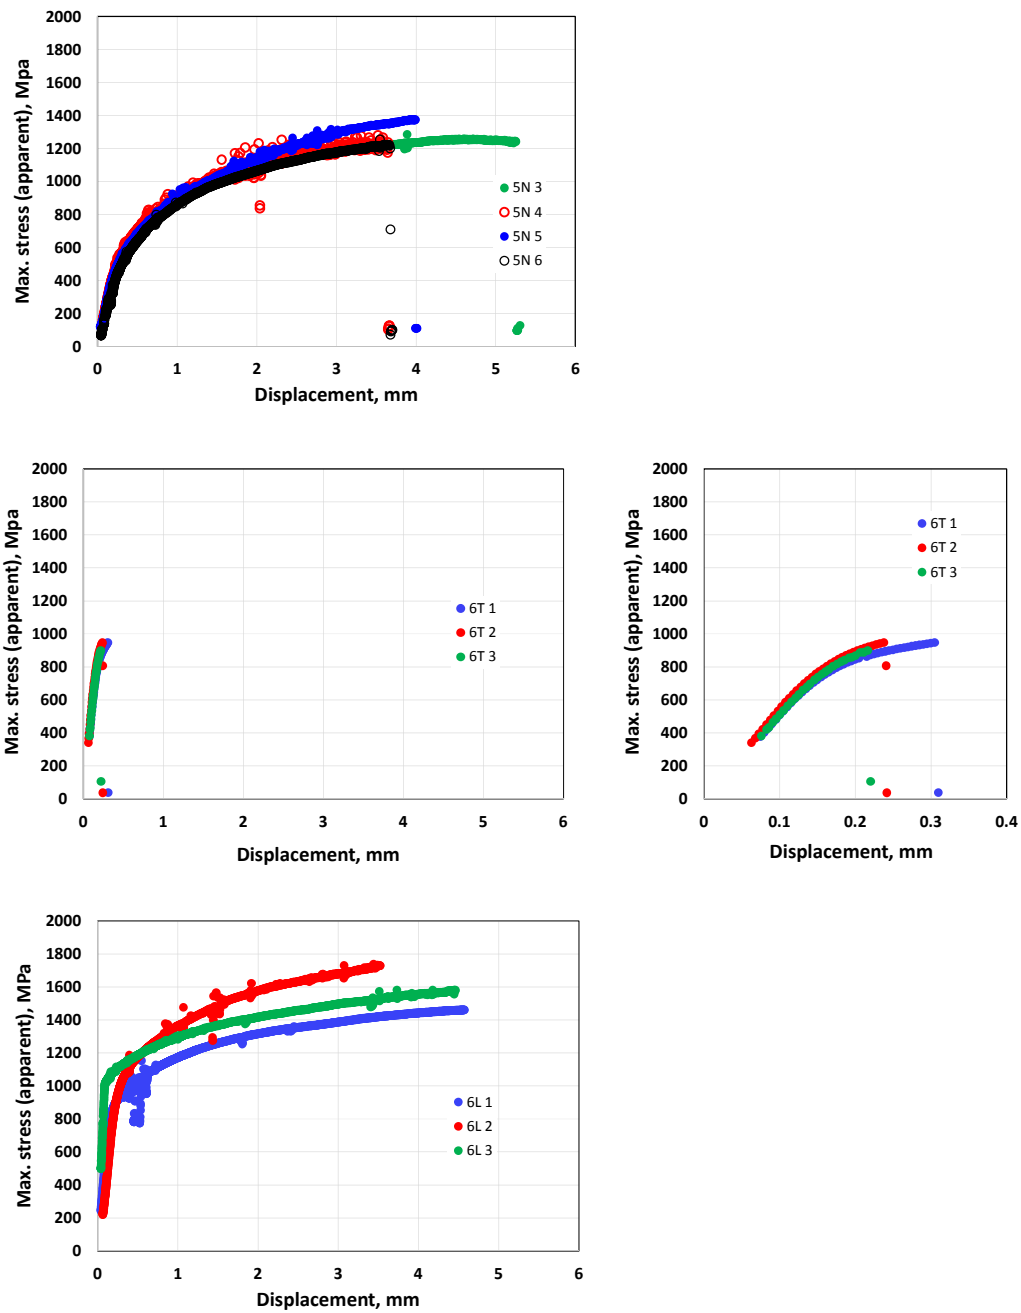 2000
1800
1600
1400
1200
1000
800
600
400
200
0
Max. stress (apparent), Mpa
5N 3
5N 4
5N 5
5N 6
0 1 2 3 4 5 6
Displacement, mm
2000
1800
1600
1400
1200
1000
800
600
400
200
0
Max. stress (apparent), Mpa
6T 1
6T 2
6T 3
0 1 2 3 4 5 6
Displacement, mm
2000
1800
1600
1400
1200
1000
800
600
400
200
0
Max. stress (apparent), Mpa
6T 1
6T 2
6T 3
0 0.1 0.2 0.3 0.4
Displacement, mm
2000
1800
1600
1400
1200
1000
800
600
400
200
0
Max. stress (apparent), MPa
6L 1
6L 2
6L 3
0 1 2 3 4 5 6
Displacement, mm